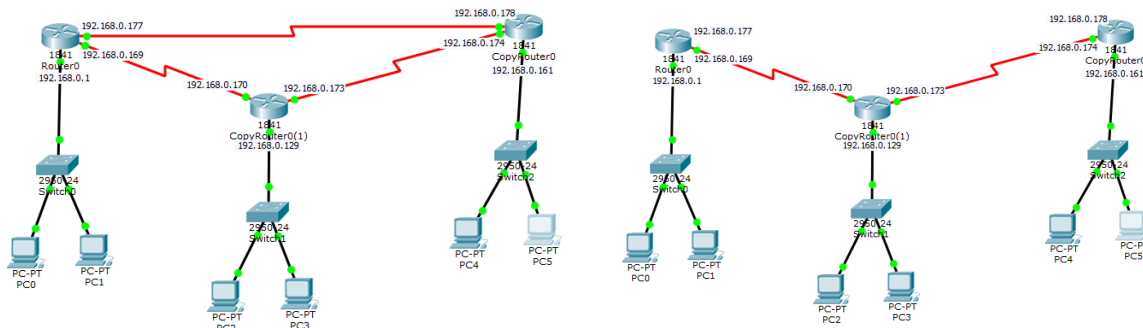 192.168.0.177
192.168.0.178
192.168.0.169
192.168.0.174
1841
Router0
192.168.0.1
1841
CopyRouter0
192.168.0.161
192.168.0.170
192.168.0.173
1841
CopyRouter0(1)
192.168.0.129
2950-24
Switch0
2950-24
Switch2
2950-24
Switch1
PC-PT
PC0
PC-PT
PC1
PC-PT
PC4
PC-PT
PC5
PC-PT
PC2
PC-PT
PC3
192.168.0.178
192.168.0.177
192.168.0.169
192.168.0.174
1841
Router0
192.168.0.1
1841
CopyRouter0
192.168.0.161
192.168.0.170
192.168.0.173
1841
CopyRouter0(1)
192.168.0.129
2950-24
Switch0
2950-24
Switch2
2950-24
Switch1
PC-PT
PC0
PC-PT
PC1
PC-PT
PC4
PC-PT
PC5
PC-PT
PC2
PC-PT
PC3